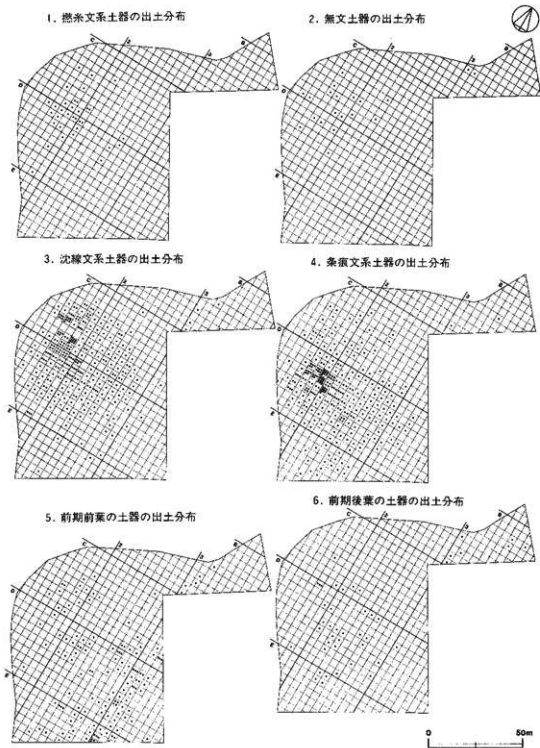 1. 撚糸文系土器の出土分布
2. 無文土器の出土分布
3. 沈線文系土器の出土分布
4. 条痕文系土器の出土分布
5. 前期前葉の土器の出土分布
6. 前期後葉の土器の出土分布
0 50m